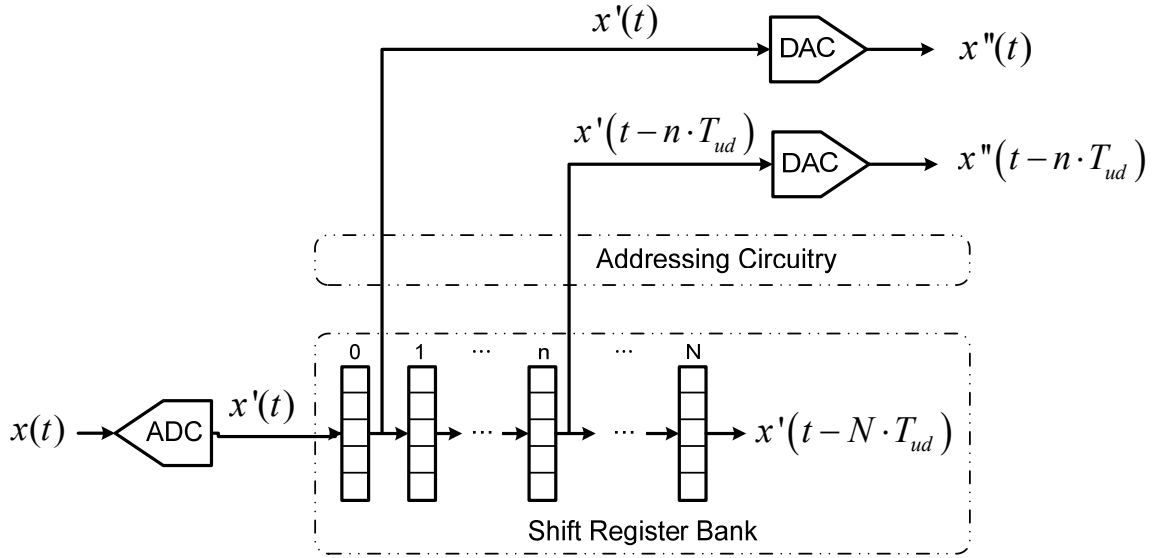 x'(t)
DAC
x"(t)
x'(t − n · T_ud)
DAC
x"(t − n · T_ud)
Addressing Circuitry
0 1 ... n ... N
x(t)
ADC
x'(t)
... ...
x'(t − N · T_ud)
Shift Register Bank